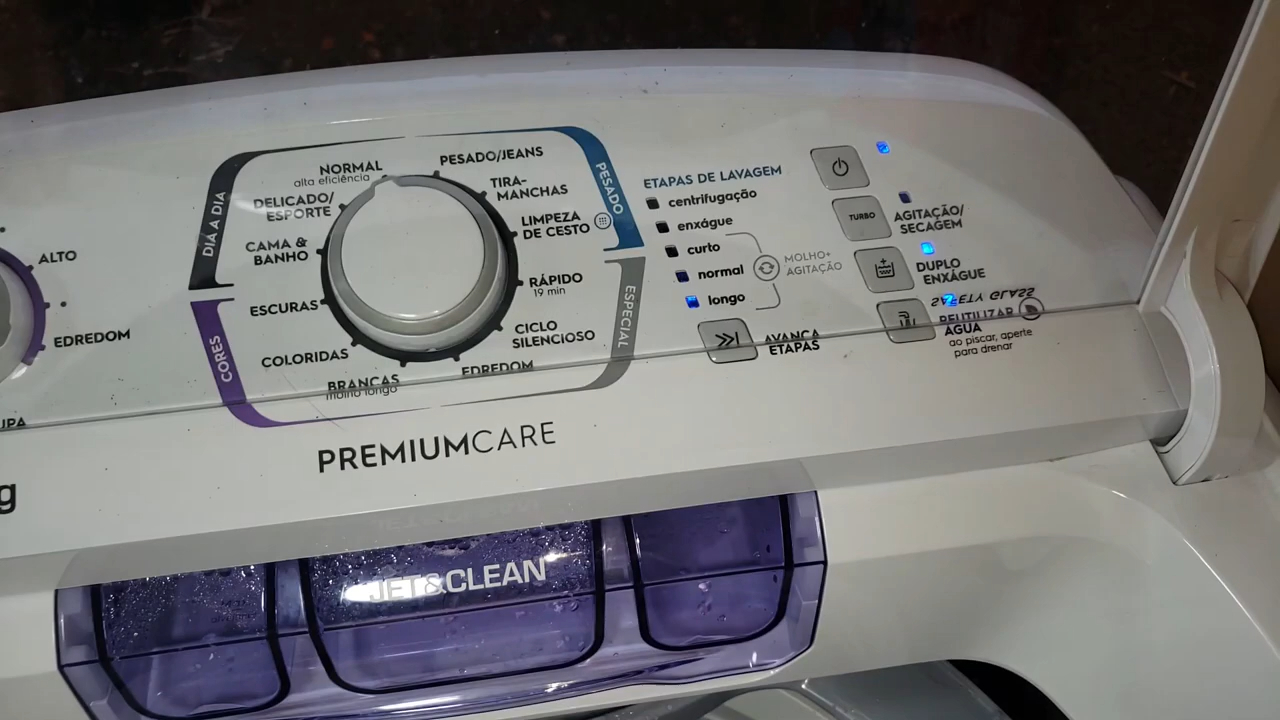 ALTO
EDREDOM
DIA A DIA
NORMAL
alta eficiência
DELICADO/
ESPORTE
CAMA &
BANHO
CORES
ESCURAS
COLORIDAS
BRANCAS
molho longo
PESADO
PESADO/JEANS
TIRA-
MANCHAS
LIMPEZA
DE CESTO
ESPECIAL
RÁPIDO
19 min
CICLO
SILENCIOSO
EDREDOM
ETAPAS DE LAVAGEM
centrifugação
enxágue
curto
normal
longo
MOLHO+
AGITAÇÃO
AVANÇA
ETAPAS
TURBO
AGITAÇÃO/
SECAGEM
DUPLO
ENXÁGUE
SAFETY GLASS
REUTILIZAR
ÁGUA
ao piscar, aperte
para drenar
PREMIUMCARE
JET&CLEAN